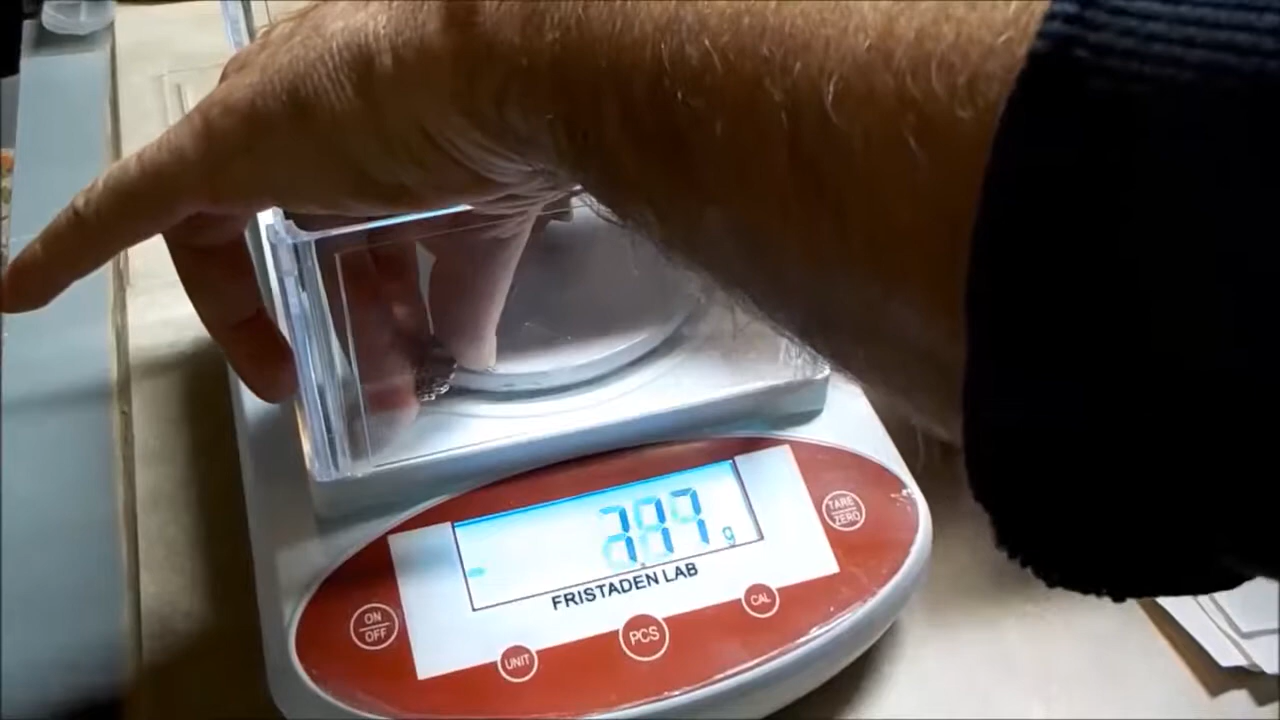 TARE
ZERO
g
FRISTADEN LAB
ON
OFF
UNIT
PCS
CAL